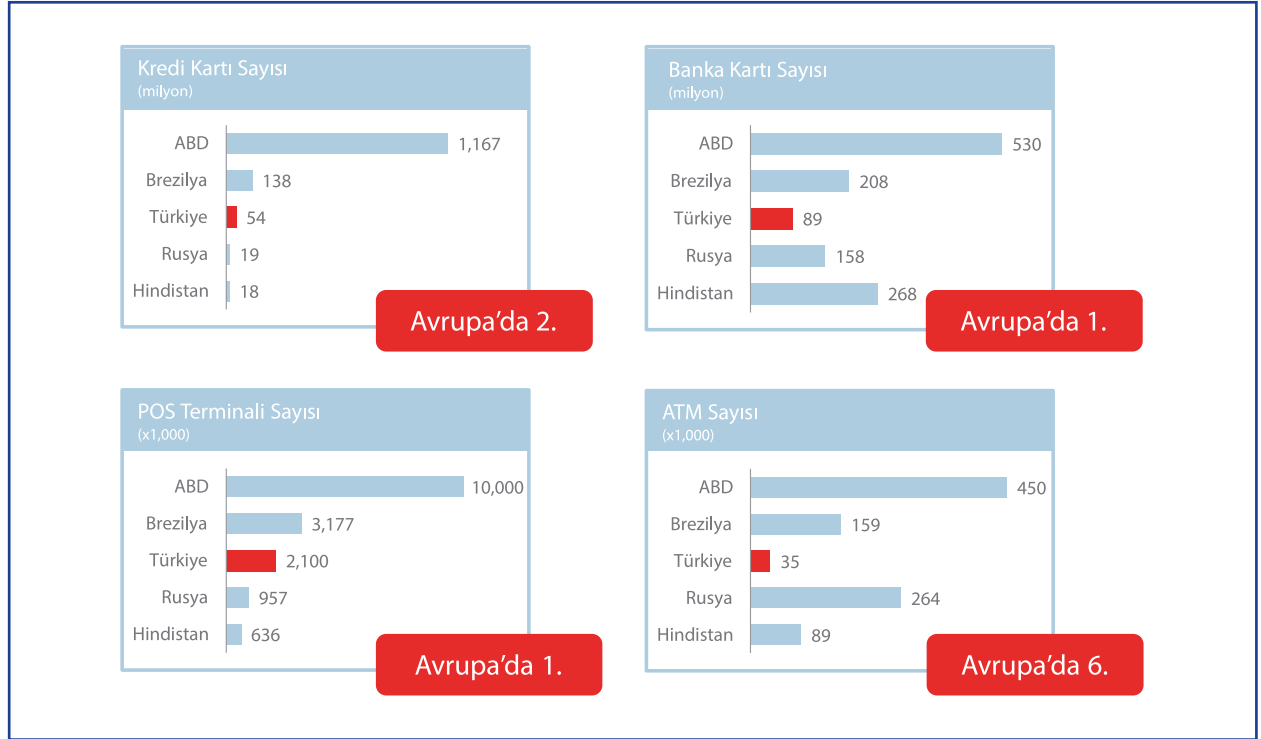 Kredi Kartı Sayısı
(milyon)
ABD 1,167
Brezilya 138
Türkiye 54
Rusya 19
Hindistan 18
Avrupa’da 2.
Banka Kartı Sayısı
(milyon)
ABD 530
Brezilya 208
Türkiye 89
Rusya 158
Hindistan 268
Avrupa’da 1.
POS Terminali Sayısı
(x1,000)
ABD 10,000
Brezilya 3,177
Türkiye 2,100
Rusya 957
Hindistan 636
Avrupa’da 1.
ATM Sayısı
(x1,000)
ABD 450
Brezilya 159
Türkiye 35
Rusya 264
Hindistan 89
Avrupa’da 6.